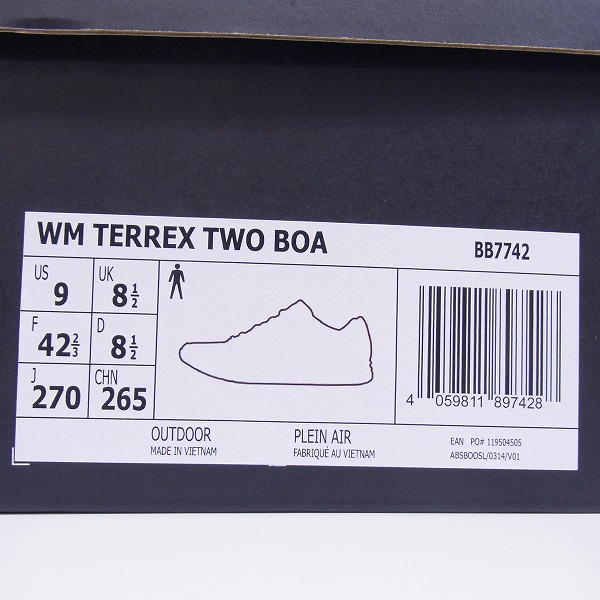 WM TERREX TWO BOA
BB7742
US
9
UK
8 1/2
F
42 2/3
D
8 1/2
J
270
CHN
265
4 059811 897428
OUTDOOR
MADE IN VIETNAM
PLEIN AIR
FABRIQUÉ AU VIETNAM
EAN PO# 119504505
ABSBOOSL/0314/V01